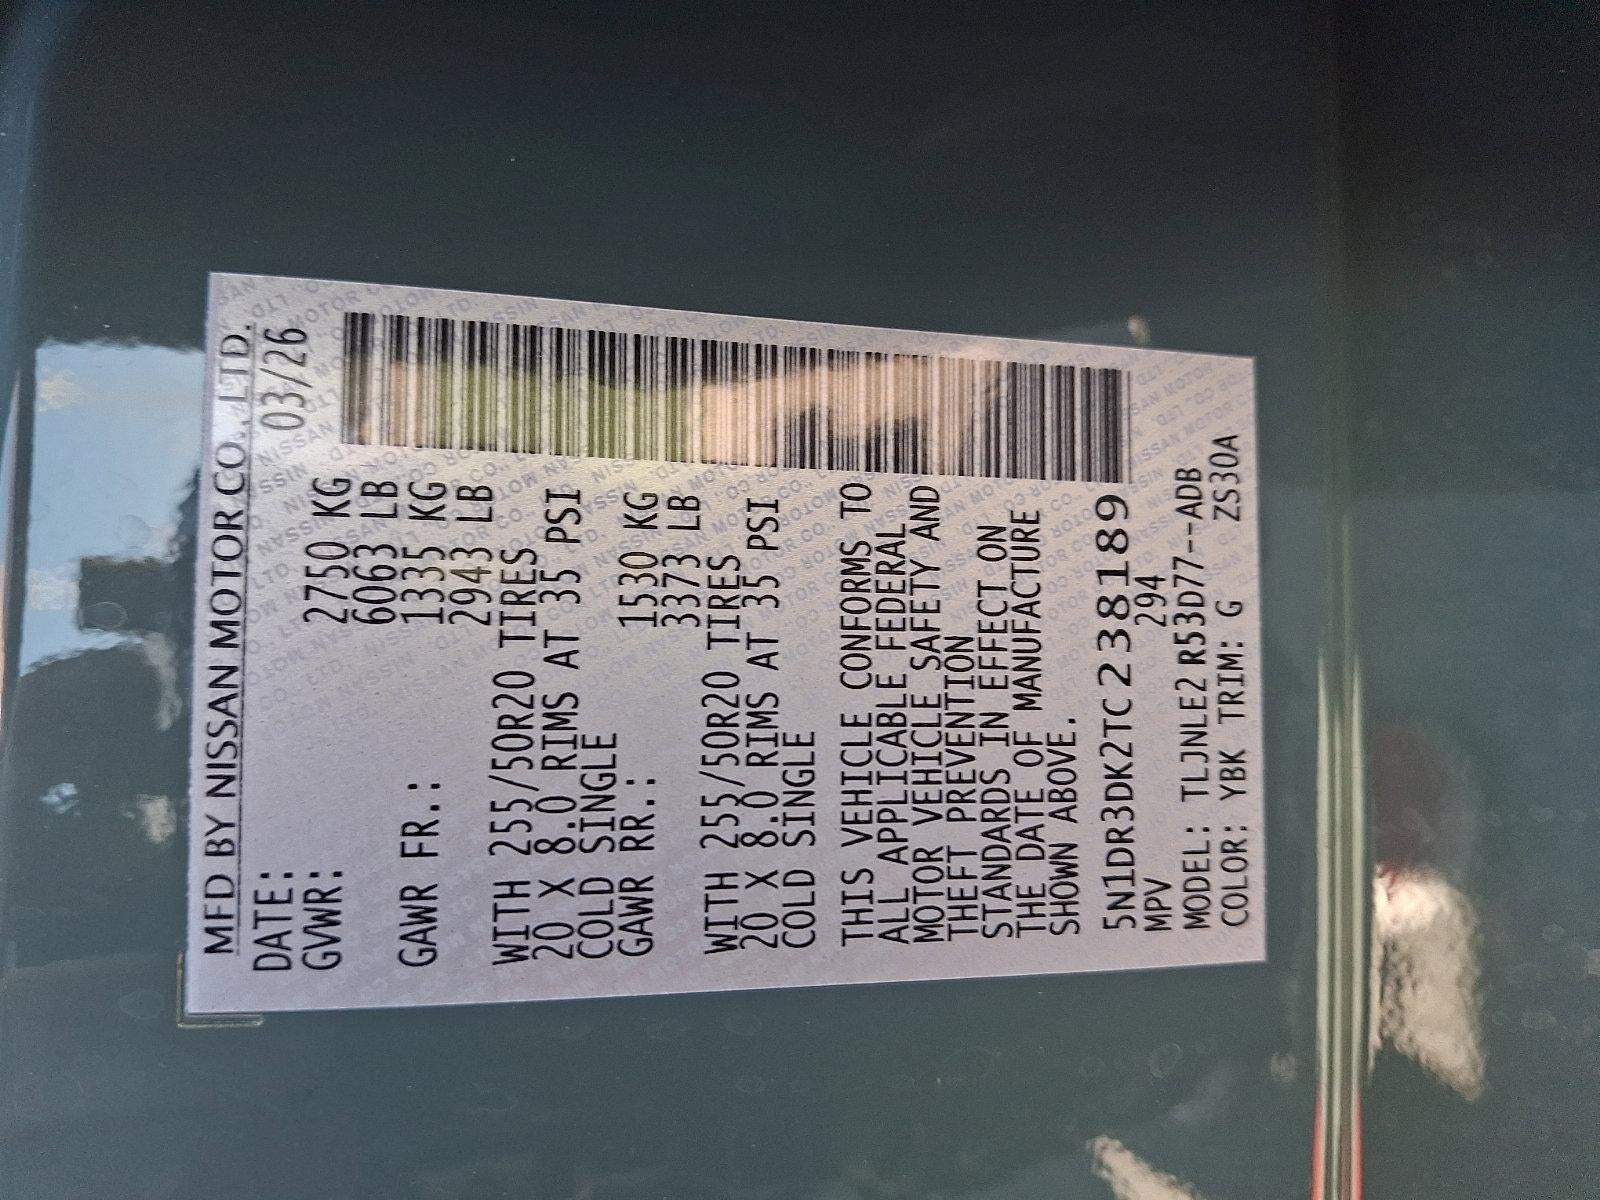 MFD BY NISSAN MOTOR CO., LTD.
DATE: 03/26
GVWR: 2750 KG
6063 LB
GAWR FR.: 1335 KG
2943 LB
WITH 255/50R20 TIRES
20 X 8.0 RIMS AT 35 PSI
COLD SINGLE
GAWR RR.: 1530 KG
3373 LB
WITH 255/50R20 TIRES
20 X 8.0 RIMS AT 35 PSI
COLD SINGLE
THIS VEHICLE CONFORMS TO
ALL APPLICABLE FEDERAL
MOTOR VEHICLE SAFETY AND
THEFT PREVENTION
STANDARDS IN EFFECT ON
THE DATE OF MANUFACTURE
SHOWN ABOVE.
5N1DR3DK2TC238189
MPV 294
MODEL: TLJNLE2 R53D77--ADB
COLOR: YBK TRIM: G ZS30A